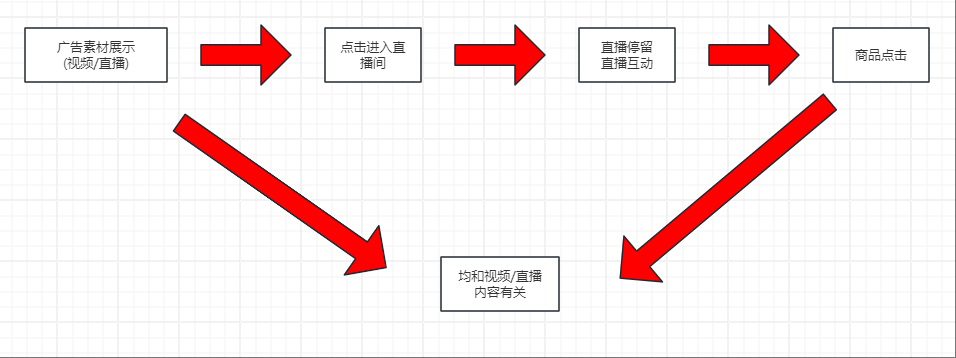 广告素材展示
(视频/直播)
点击进入直
播间
直播停留
直播互动
商品点击
均和视频/直播
内容有关